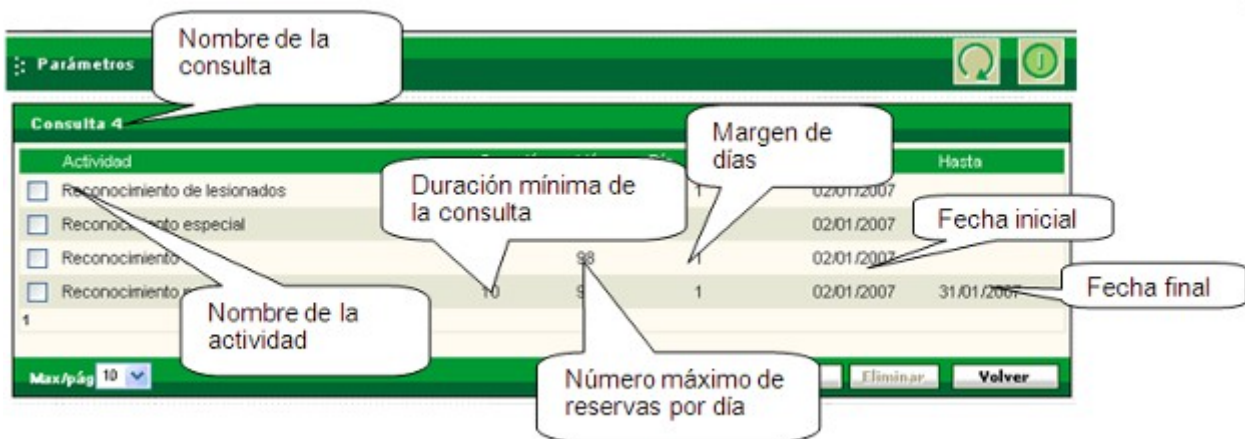 Nombre de la
consulta
Parámetros
Consulta 4
Margen de
días
Actividad
Hasta
Duración mínima de
la consulta
Reconocimiento de lesionados 1 02/01/2007
Reconocimiento especial 02/01/2007
Fecha inicial
Reconocimiento 98 1 02/01/2007
Reconocimiento 10 1 02/01/2007 31/01/2007
Fecha final
1
Nombre de la
actividad
Max/pág 10
Número máximo de
reservas por día
Eliminar Volver